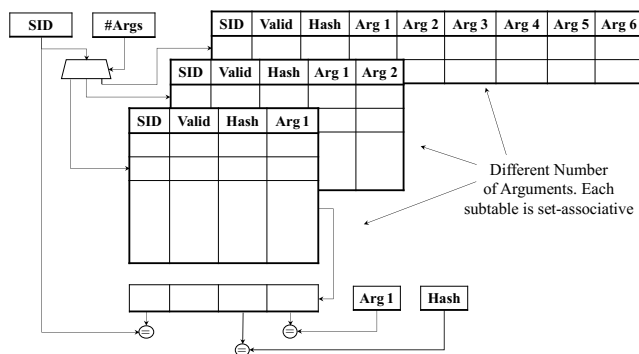 SID #Args
SID Valid Hash Arg 1 Arg 2 Arg 3 Arg 4 Arg 5 Arg 6
SID Valid Hash Arg 1 Arg 2
SID Valid Hash Arg 1
Different Number
of Arguments. Each
subtable is set-associative
Arg 1 Hash
= = =